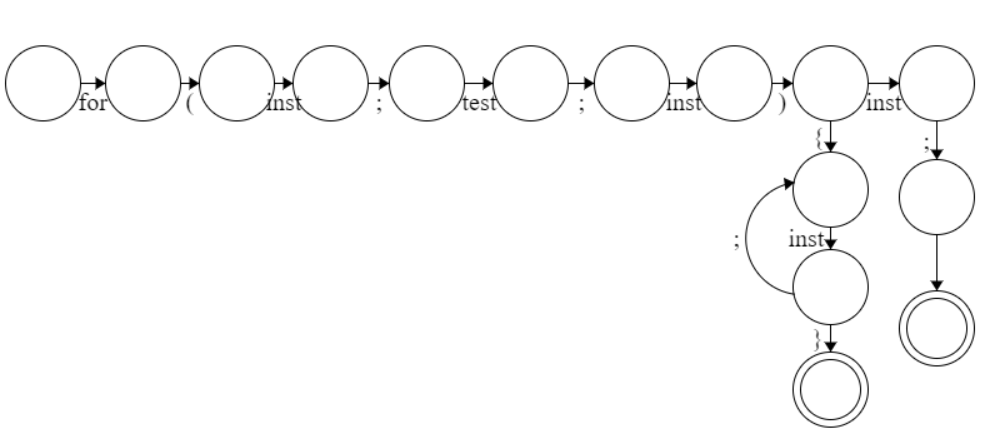 for ( inst ; test ; inst ) inst
{ ;
; inst
}